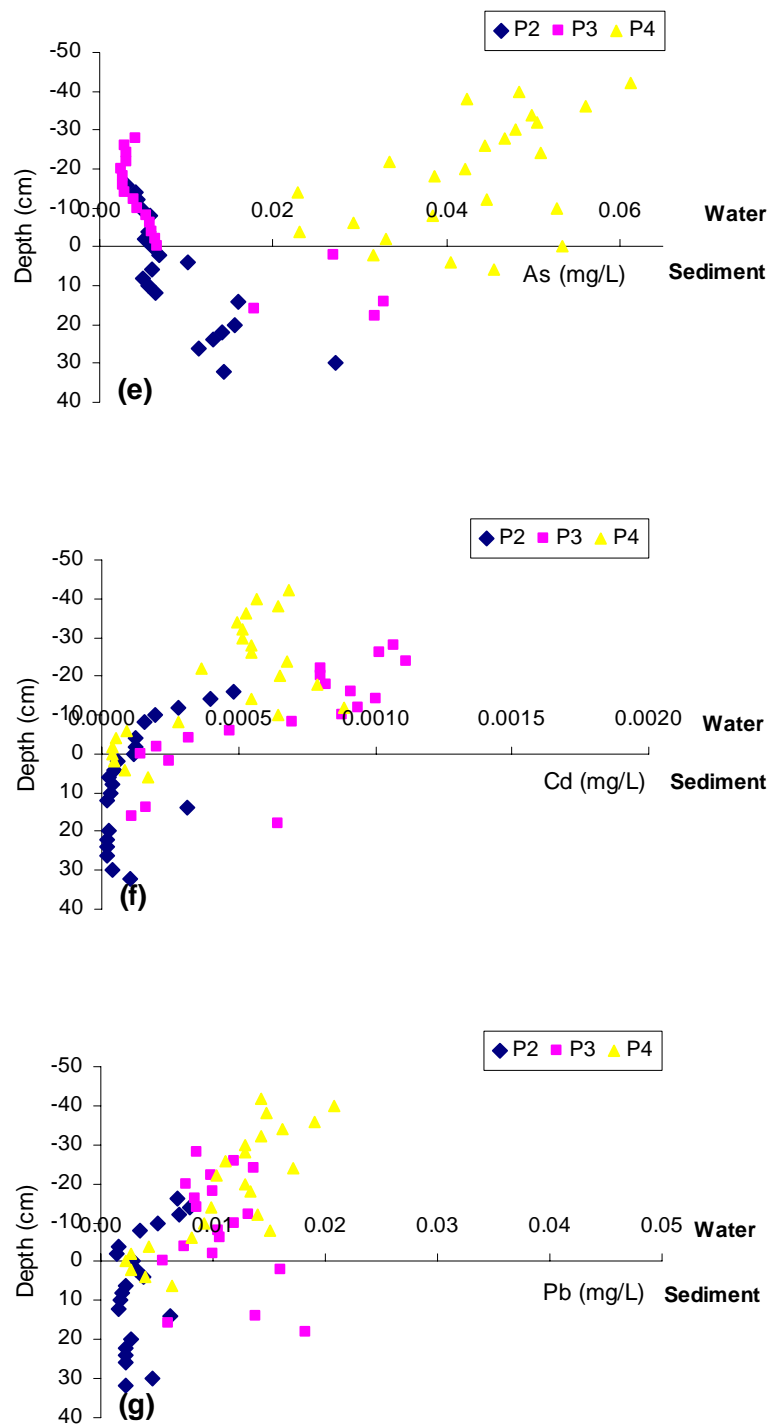 P2 P3 P4
-50
-40
-30
-20
-10
0
10
20
30
40
Depth (cm)
0.00 0.02 0.04 0.06
Water
As (mg/L) Sediment
(e)
P2 P3 P4
-50
-40
-30
-20
-10
0
10
20
30
40
Depth (cm)
0.0000 0.0005 0.0010 0.0015 0.0020
Water
Cd (mg/L) Sediment
(f)
P2 P3 P4
-50
-40
-30
-20
-10
0
10
20
30
40
Depth (cm)
0.00 0.01 0.02 0.03 0.04 0.05
Water
Pb (mg/L) Sediment
(g)